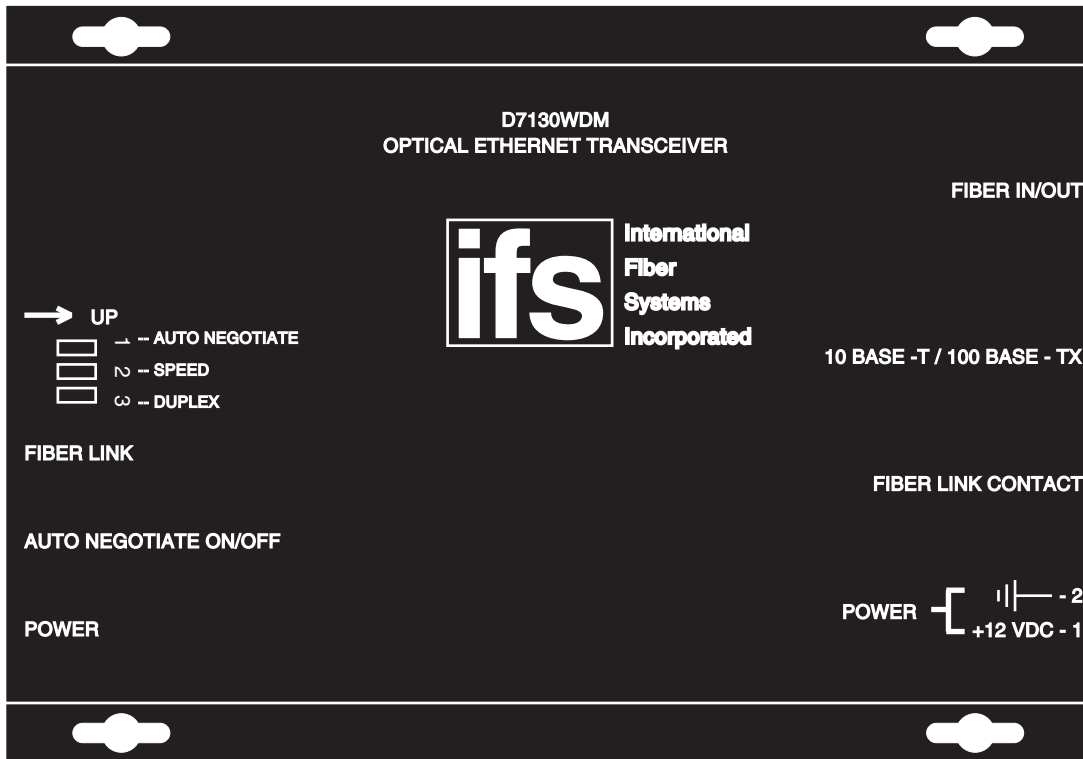 D7130WDM
OPTICAL ETHERNET TRANSCEIVER
FIBER IN/OUT
ifs
International
Fiber
Systems
Incorporated
UP
1 -- AUTO NEGOTIATE
2 -- SPEED
3 -- DUPLEX
10 BASE -T / 100 BASE - TX
FIBER LINK
FIBER LINK CONTACT
AUTO NEGOTIATE ON/OFF
POWER
POWER
- 2
+12 VDC - 1